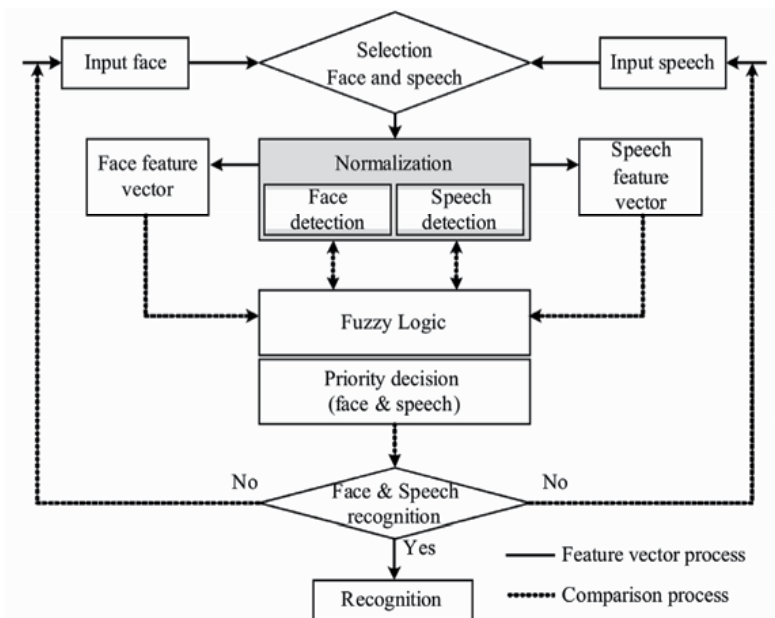 Input face
Selection
Face and speech
Input speech
Face feature
vector
Normalization
Face
detection
Speech
detection
Speech
feature
vector
Fuzzy Logic
Priority decision
(face & speech)
No
Face & Speech
recognition
No
Yes
Recognition
Feature vector process
Comparison process